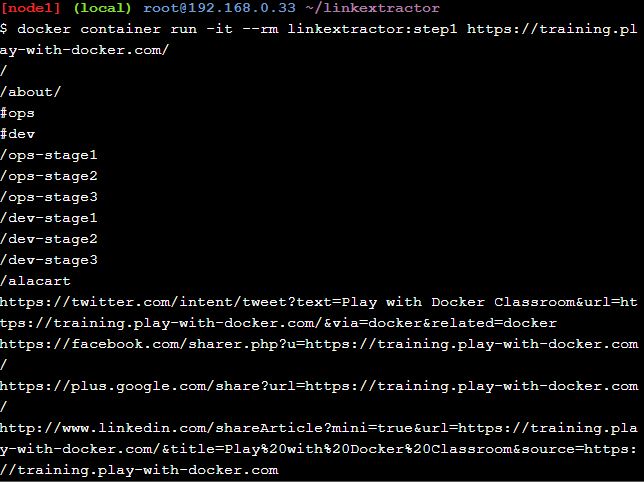 [node1] (local) root@192.168.0.33 ~/linkextractor
$ docker container run -it --rm linkextractor:step1 https://training.pl
ay-with-docker.com/
/
/about/
#ops
#dev
/ops-stage1
/ops-stage2
/ops-stage3
/dev-stage1
/dev-stage2
/dev-stage3
/alacart
https://twitter.com/intent/tweet?text=Play with Docker Classroom&url=ht
tps://training.play-with-docker.com/&via=docker&related=docker
https://facebook.com/sharer.php?u=https://training.play-with-docker.com
/
https://plus.google.com/share?url=https://training.play-with-docker.com
/
http://www.linkedin.com/shareArticle?mini=true&url=https://training.pla
y-with-docker.com/&title=Play%20with%20Docker%20Classroom&source=https:
//training.play-with-docker.com